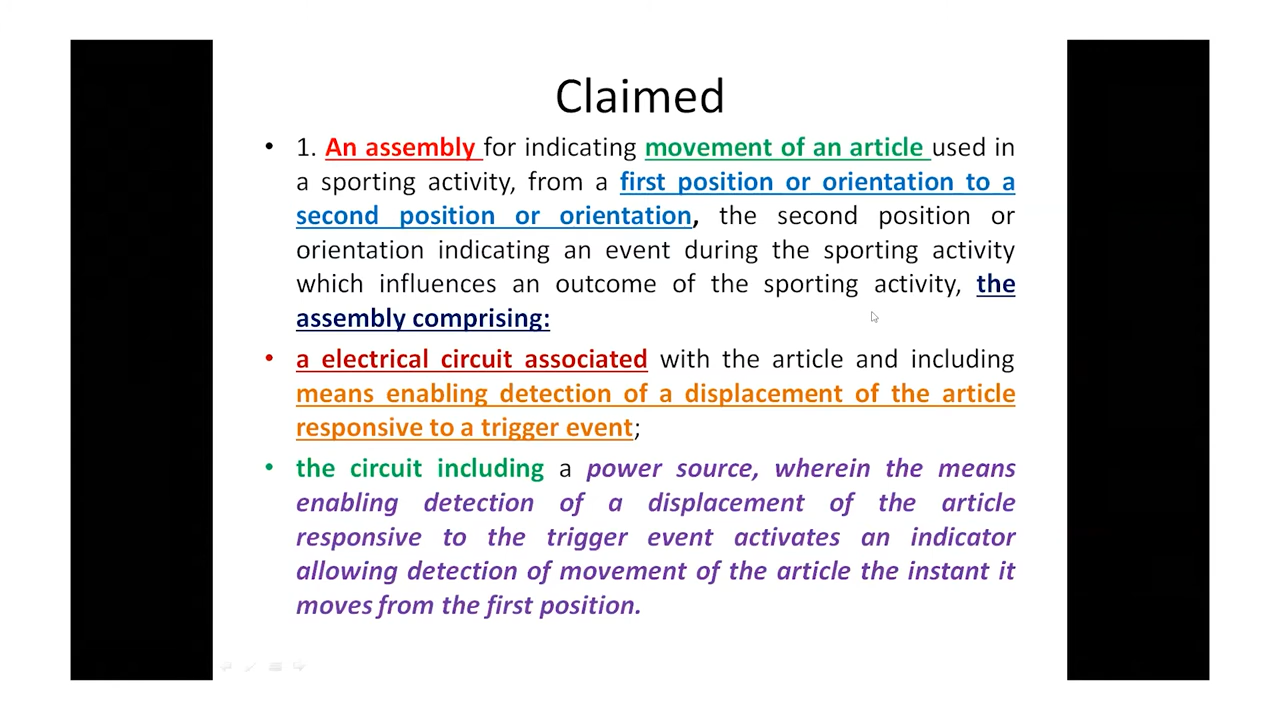 Claimed
• 1. An assembly for indicating movement of an article used in
a sporting activity, from a first position or orientation to a
second position or orientation, the second position or
orientation indicating an event during the sporting activity
which influences an outcome of the sporting activity, the
assembly comprising:
• a electrical circuit associated with the article and including
means enabling detection of a displacement of the article
responsive to a trigger event;
• the circuit including a power source, wherein the means
enabling detection of a displacement of the article
responsive to the trigger event activates an indicator
allowing detection of movement of the article the instant it
moves from the first position.